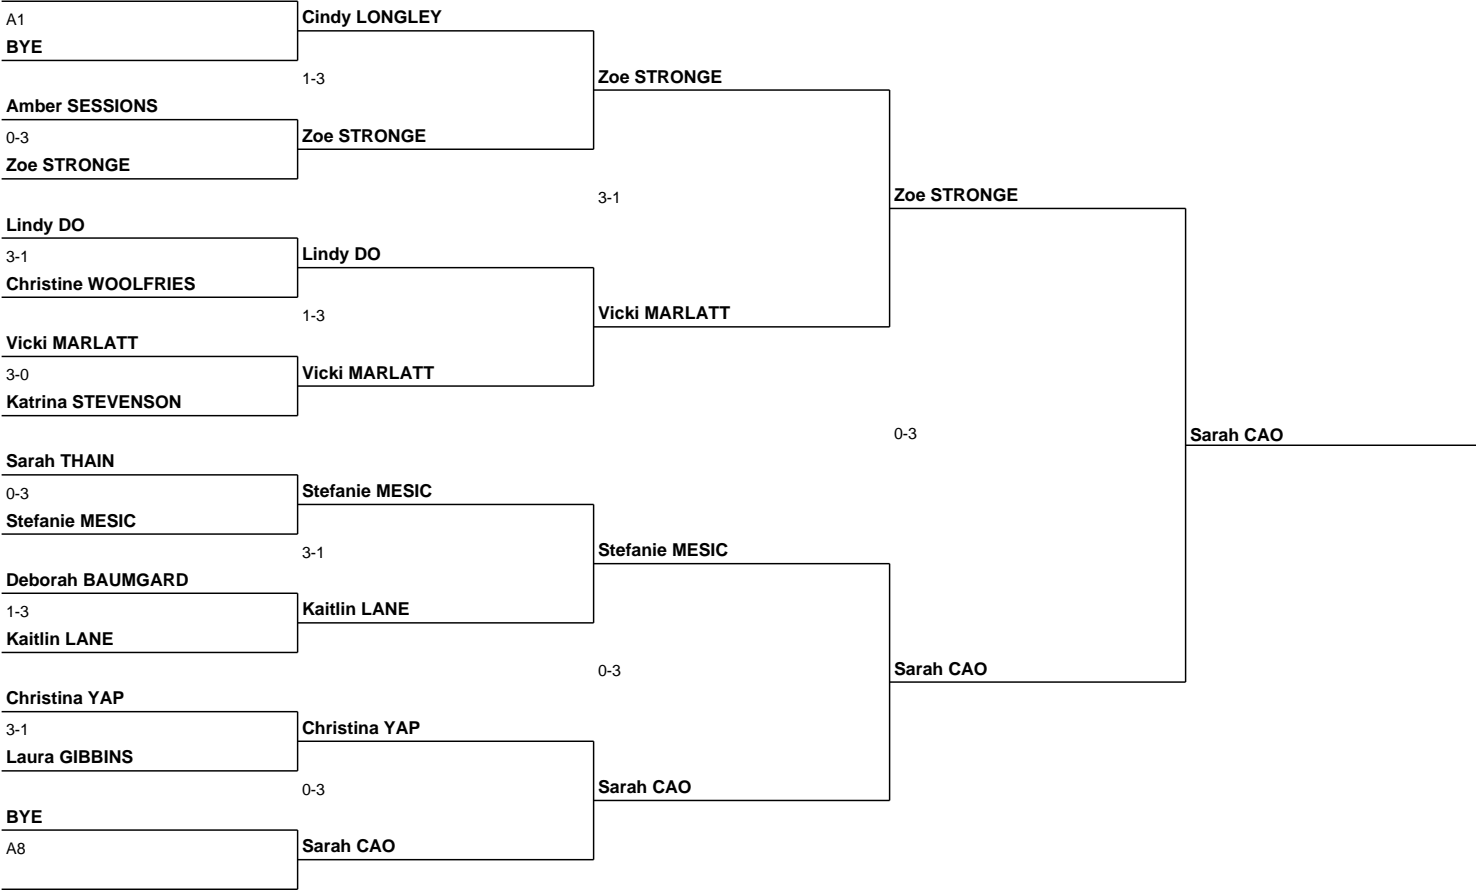 A1
BYE
Cindy LONGLEY
1-3
Amber SESSIONS
0-3
Zoe STRONGE
Zoe STRONGE
Zoe STRONGE
3-1
Lindy DO
3-1
Christine WOOLFRIES
Lindy DO
1-3
Vicki MARLATT
3-0
Katrina STEVENSON
Vicki MARLATT
Vicki MARLATT
Zoe STRONGE
0-3
Sarah THAIN
0-3
Stefanie MESIC
Stefanie MESIC
3-1
Deborah BAUMGARD
1-3
Kaitlin LANE
Kaitlin LANE
Stefanie MESIC
0-3
Christina YAP
3-1
Laura GIBBINS
Christina YAP
0-3
BYE
A8
Sarah CAO
Sarah CAO
Sarah CAO
Sarah CAO